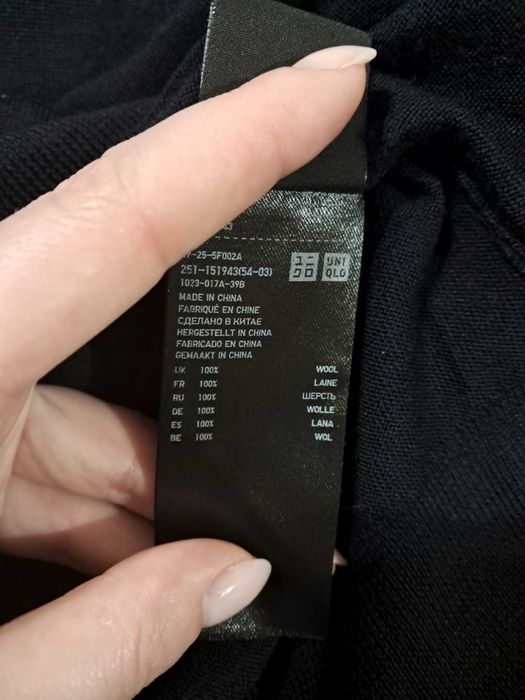 -25-5F002A
251-151943(54-03)
1023-017A-39B
UNI
QLO
MADE IN CHINA
FABRIQUÉ EN CHINE
СДЕЛАНО В КИТАЕ
HERGESTELLT IN CHINA
FABRICADO EN CHINA
GEMAAKT IN CHINA
UK 100% WOOL
FR 100% LAINE
RU 100% ШЕРСТЬ
DE 100% WOLLE
ES 100% LANA
BE 100% WOL